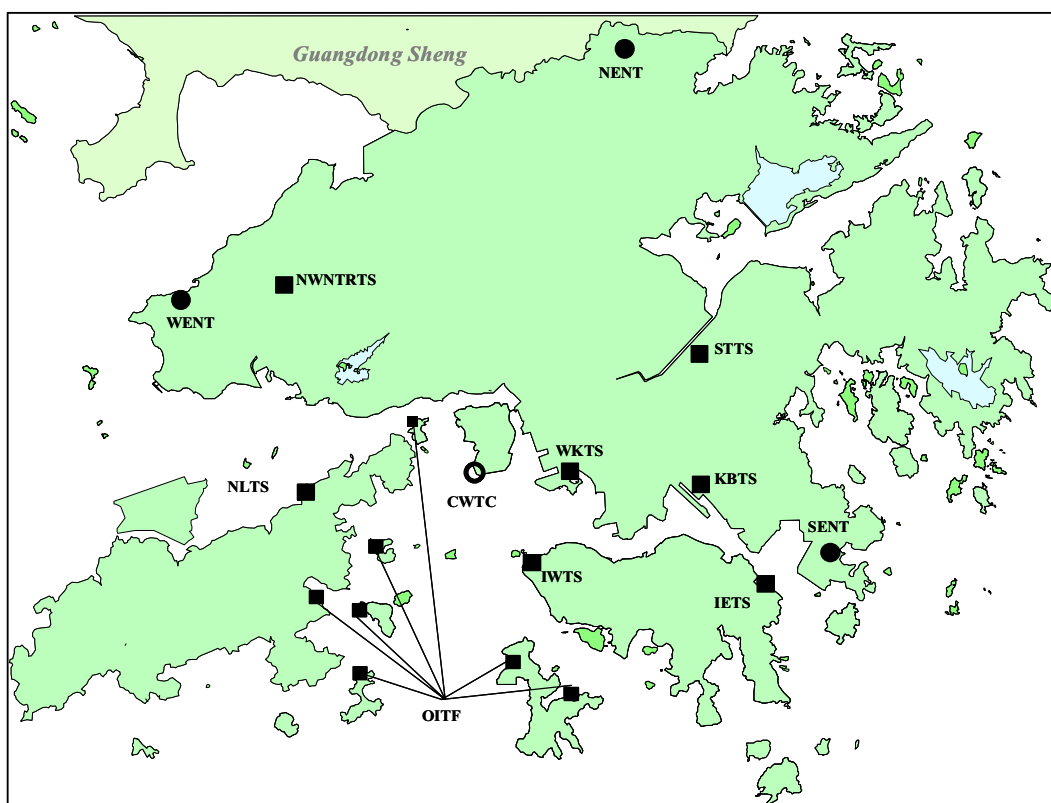 Guangdong Sheng
NENT
NWNTRTS
WENT
STTS
WKTS
KBTS
NLTS
CWTC
SENT
IWTS
IETS
OITF